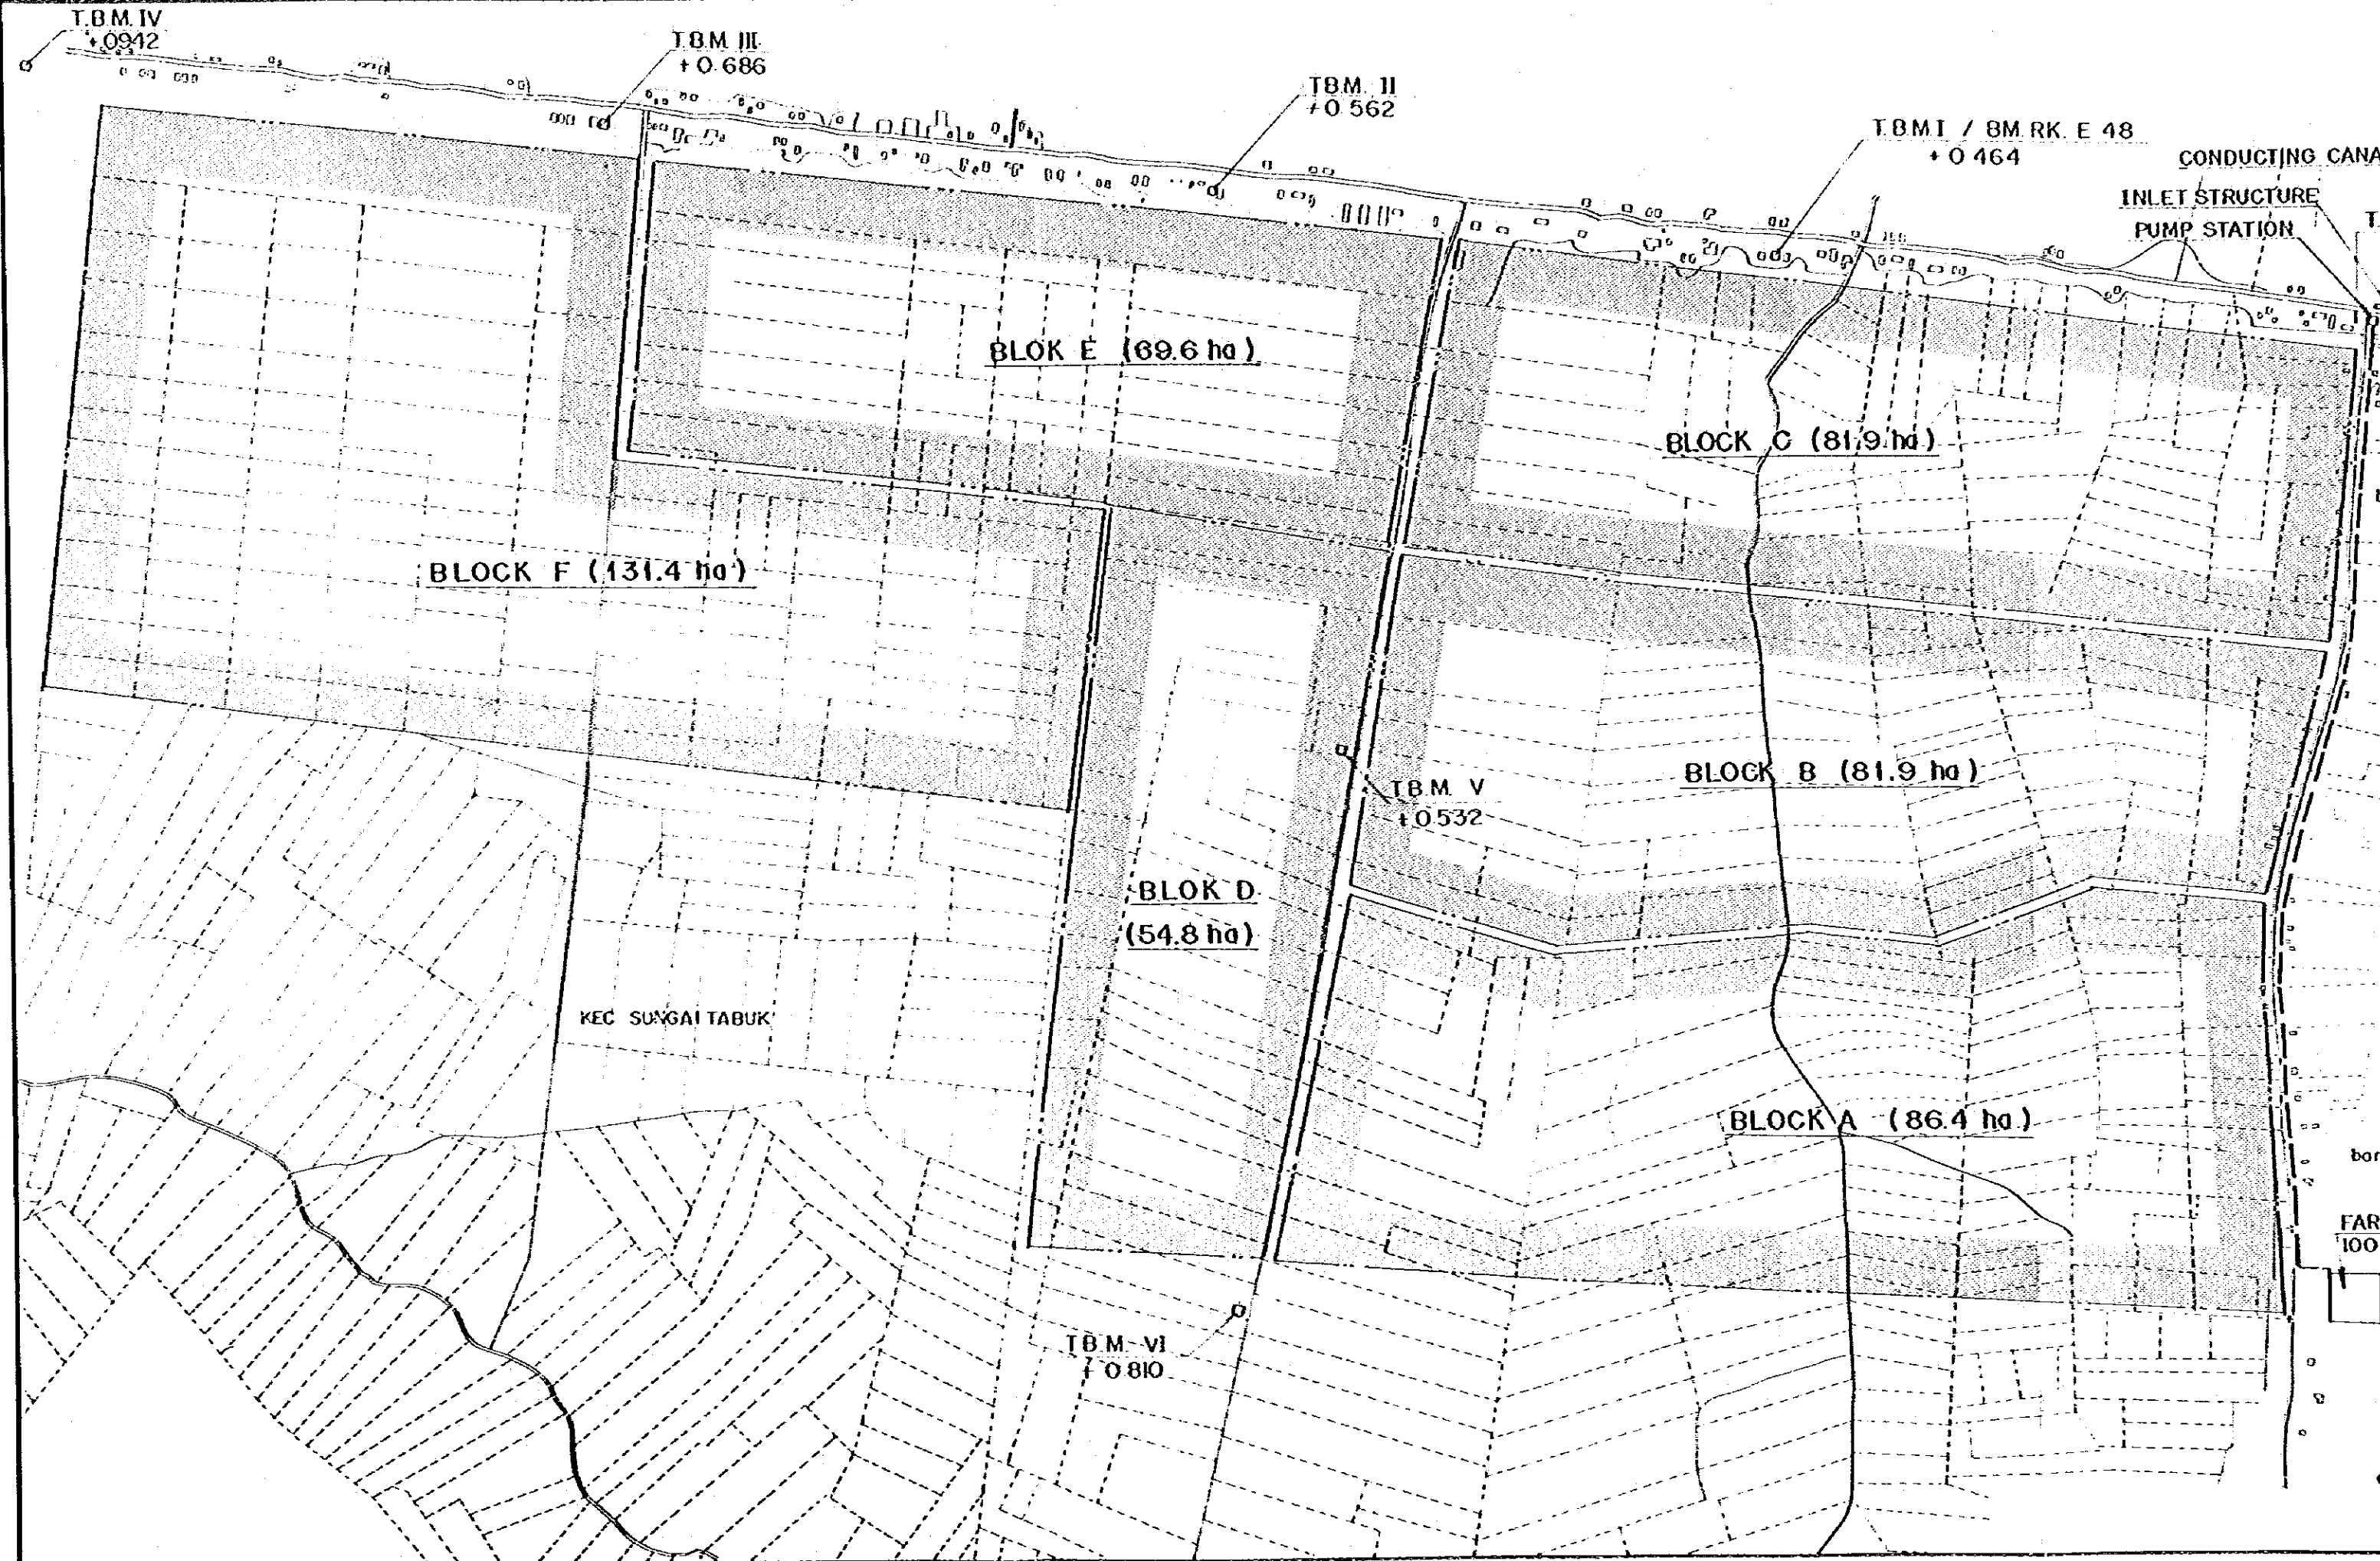 T.B.M. IV
+0942
T.B.M. III
+0.686
T.B.M. II
+0.562
T.B.M I / BM. RK. E 48
+0.464
CONDUCTING CANA
INLET STRUCTURE
PUMP STATION
T.
BLOK E (69.6 ha)
BLOCK C (81.9 ha)
BLOCK F (131.4 ha)
BLOCK B (81.9 ha)
T.B.M. V
+0.532
BLOK D
(54.8 ha)
KEC SUNGAI TABUK
BLOCK A (86.4 ha)
bar
FAR
100
T.B.M. VI
+0.810